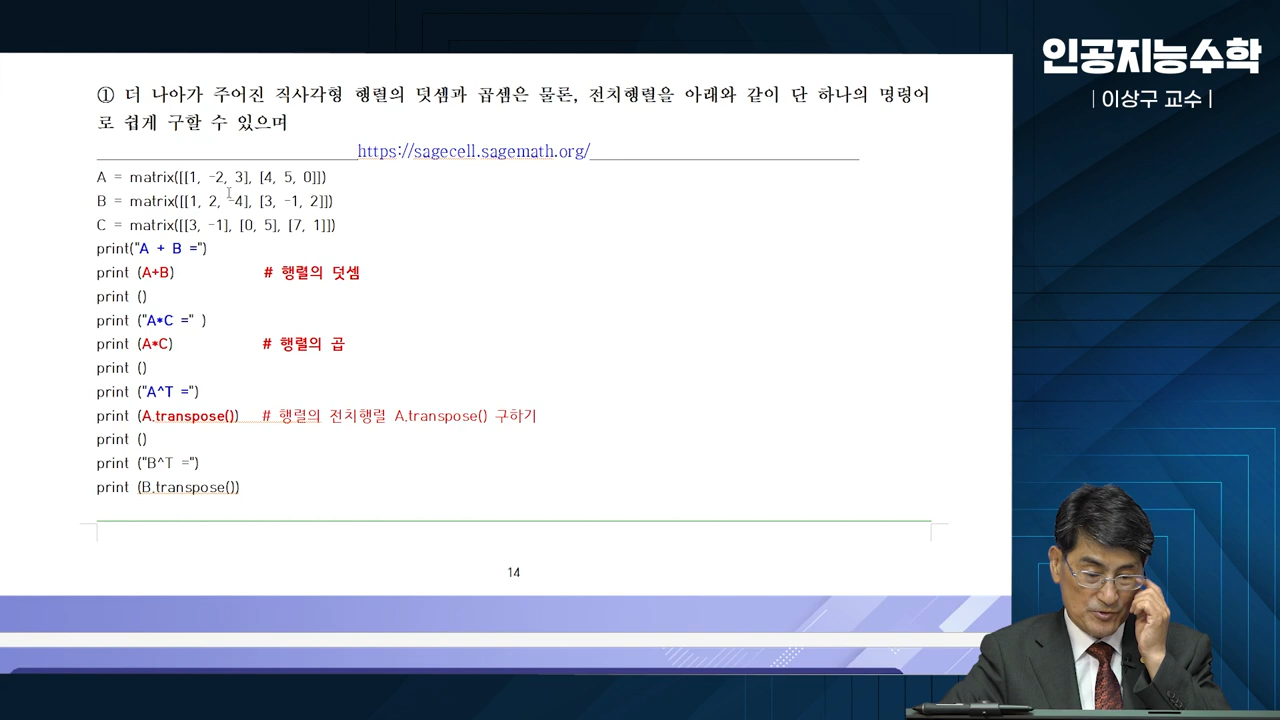 인공지능수학
| 이상구 교수 |
① 더 나아가 주어진 직사각형 행렬의 덧셈과 곱셈은 물론, 전치행렬을 아래와 같이 단 하나의 명령어
로 쉽게 구할 수 있으며
https://sagecell.sagemath.org/
A = matrix([[1, -2, 3], [4, 5, 0]])
B = matrix([[1, 2, -4], [3, -1, 2]])
C = matrix([[3, -1], [0, 5], [7, 1]])
print("A + B =")
print (A+B) # 행렬의 덧셈
print ()
print ("A*C =" )
print (A*C) # 행렬의 곱
print ()
print ("A^T =")
print (A.transpose()) # 행렬의 전치행렬 A.transpose() 구하기
print ()
print ("B^T =")
print (B.transpose())
14